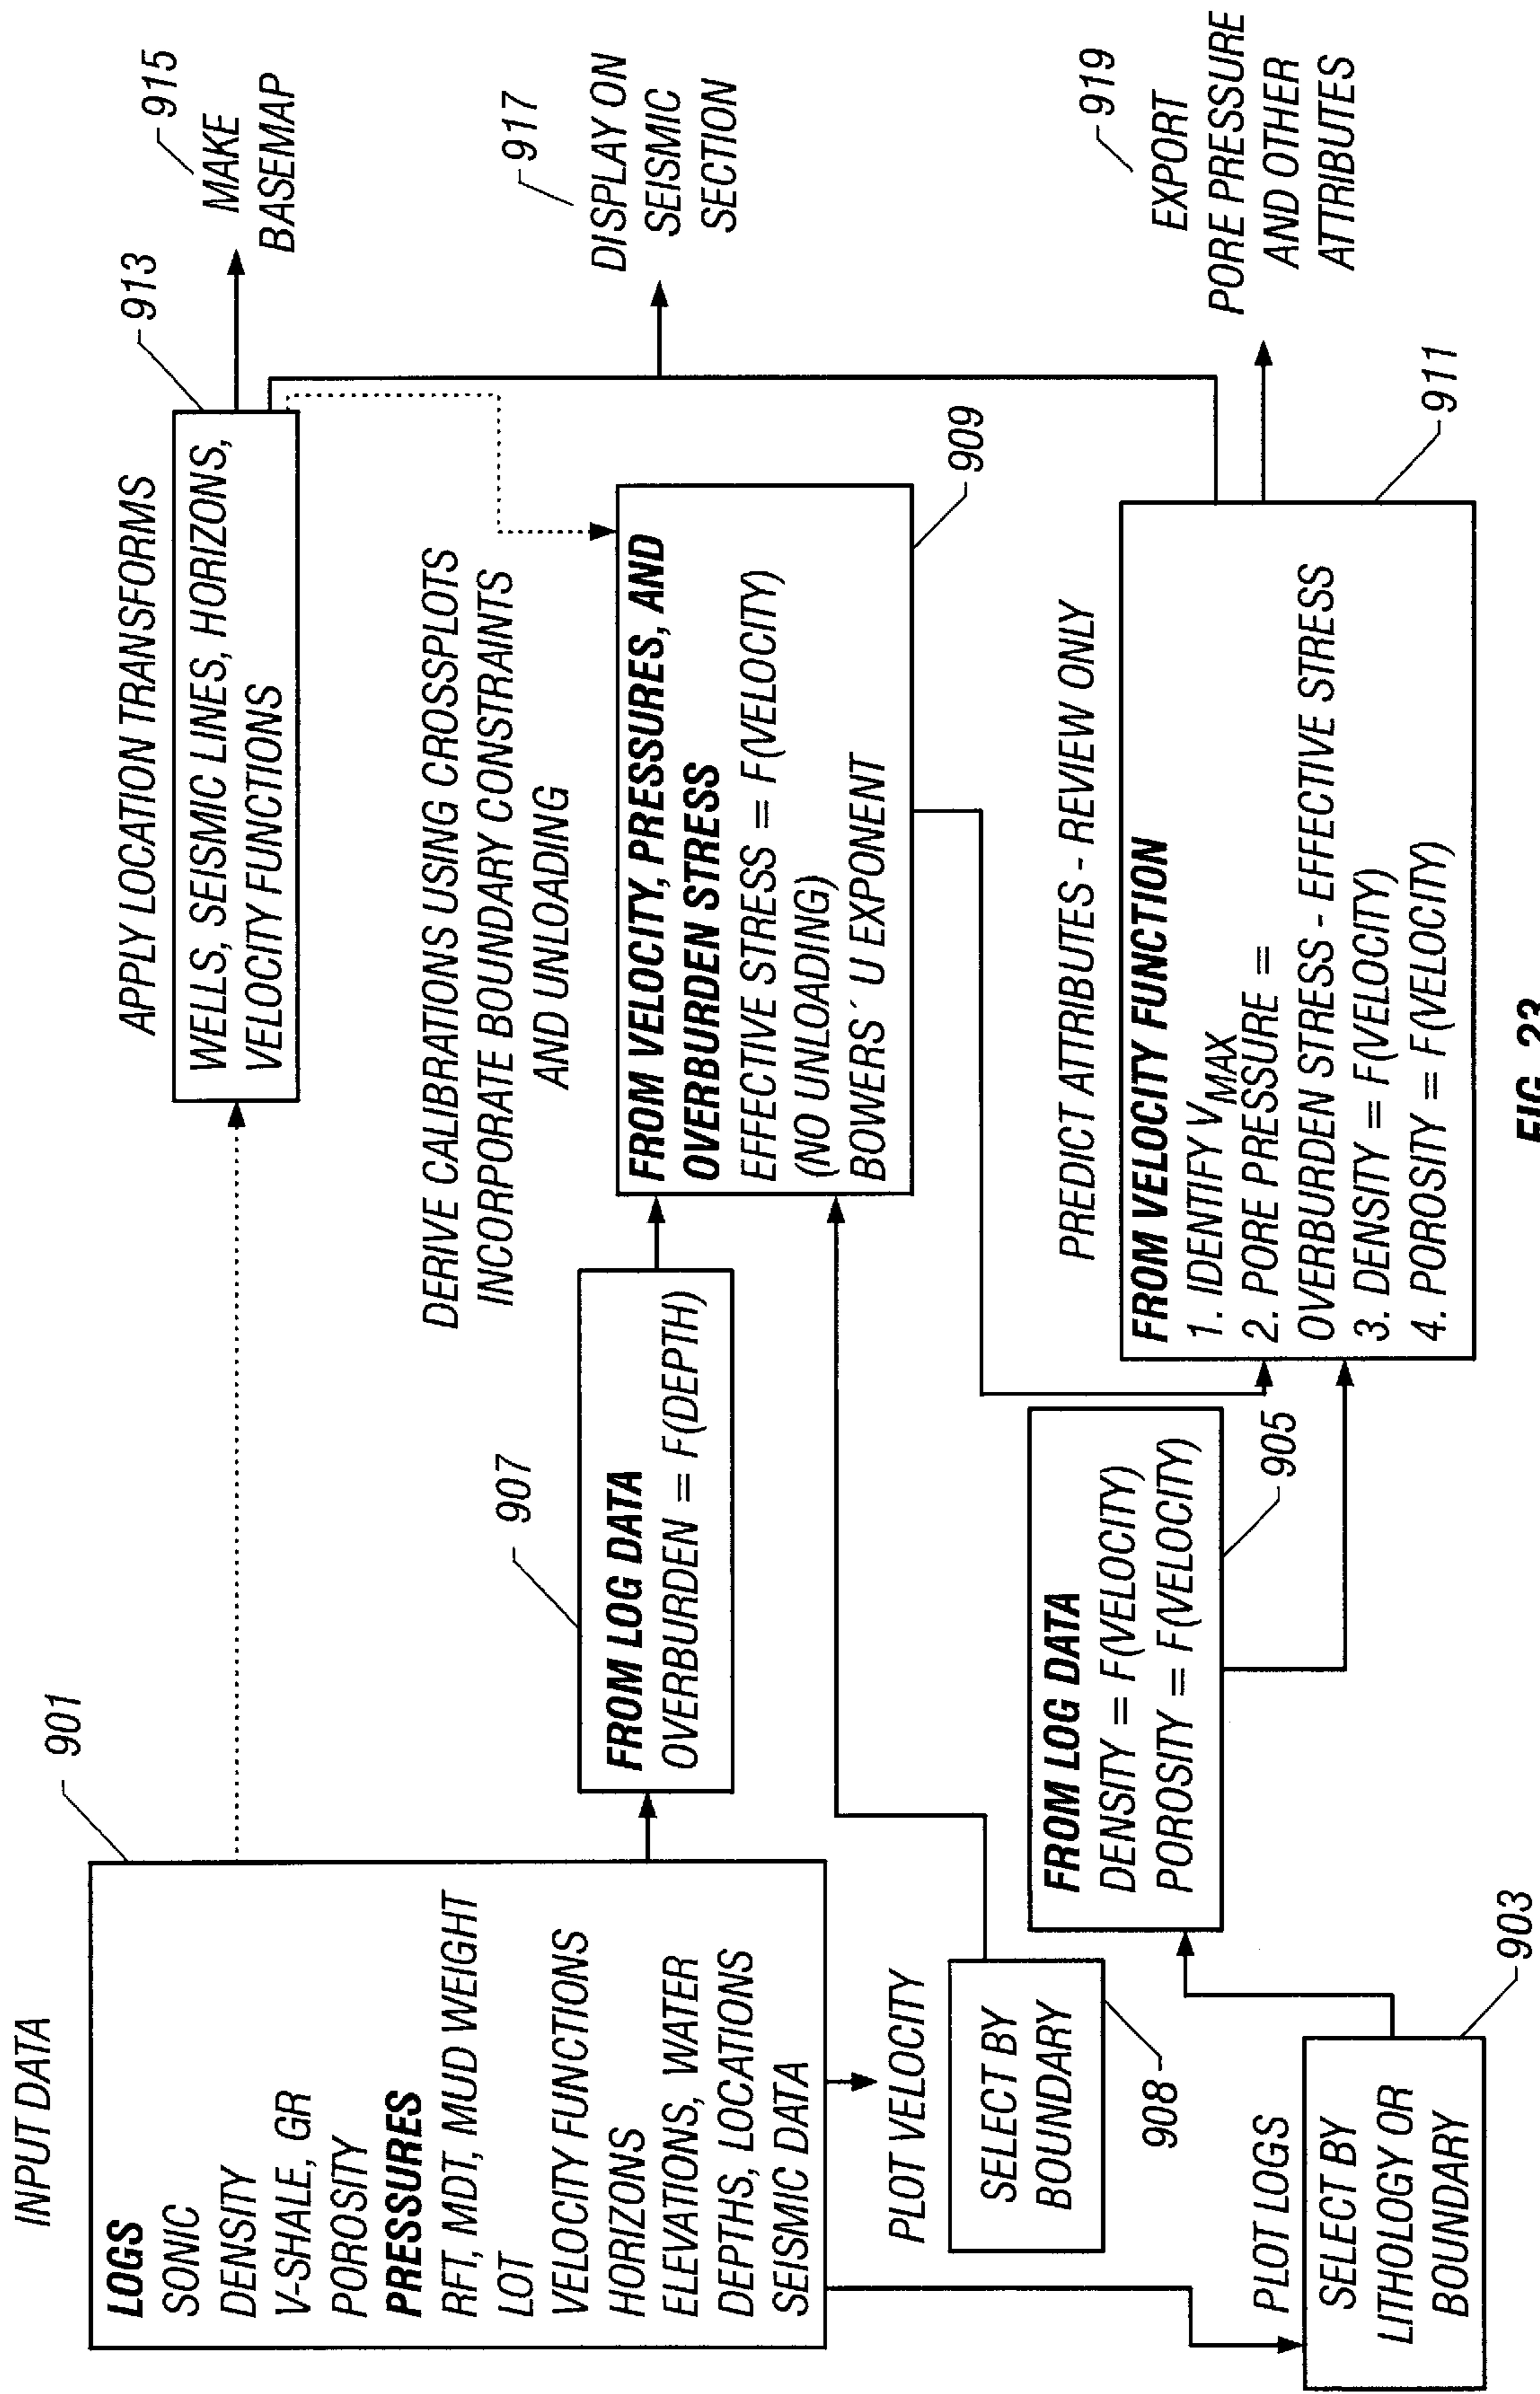 INPUT DATA
901
LOGS
SONIC
DENSITY
V-SHALE, GR
POROSITY
PRESSURES
RFT, MDT, MUD WEIGHT
LOT
VELOCITY FUNCTIONS
HORIZONS
ELEVATIONS, WATER
DEPTHS, LOCATIONS
SEISMIC DATA
PLOT VELOCITY
SELECT BY
BOUNDARY
908
PLOT LOGS
SELECT BY
LITHOLOGY OR
BOUNDARY
903
907
FROM LOG DATA
OVERBURDEN = F(DEPTH)
FROM LOG DATA
DENSITY = F(VELOCITY)
POROSITY = F(VELOCITY)
905
APPLY LOCATION TRANSFORMS
913
WELLS, SEISMIC LINES, HORIZONS,
VELOCITY FUNCTIONS
DERIVE CALIBRATIONS USING CROSSPLOTS
INCORPORATE BOUNDARY CONSTRAINTS
AND UNLOADING
FROM VELOCITY, PRESSURES, AND
OVERBURDEN STRESS
EFFECTIVE STRESS = F(VELOCITY)
(NO UNLOADING)
BOWERS´ U EXPONENT
909
PREDICT ATTRIBUTES - REVIEW ONLY
FROM VELOCITY FUNCTION
1. IDENTIFY VMAX
2. PORE PRESSURE =
OVERBURDEN STRESS - EFFECTIVE STRESS
3. DENSITY = F(VELOCITY)
4. POROSITY = F(VELOCITY)
911
915
MAKE
BASEMAP
917
DISPLAY ON
SEISMIC
SECTION
919
EXPORT
PORE PRESSURE
AND OTHER
ATTRIBUTES
FIG. 23